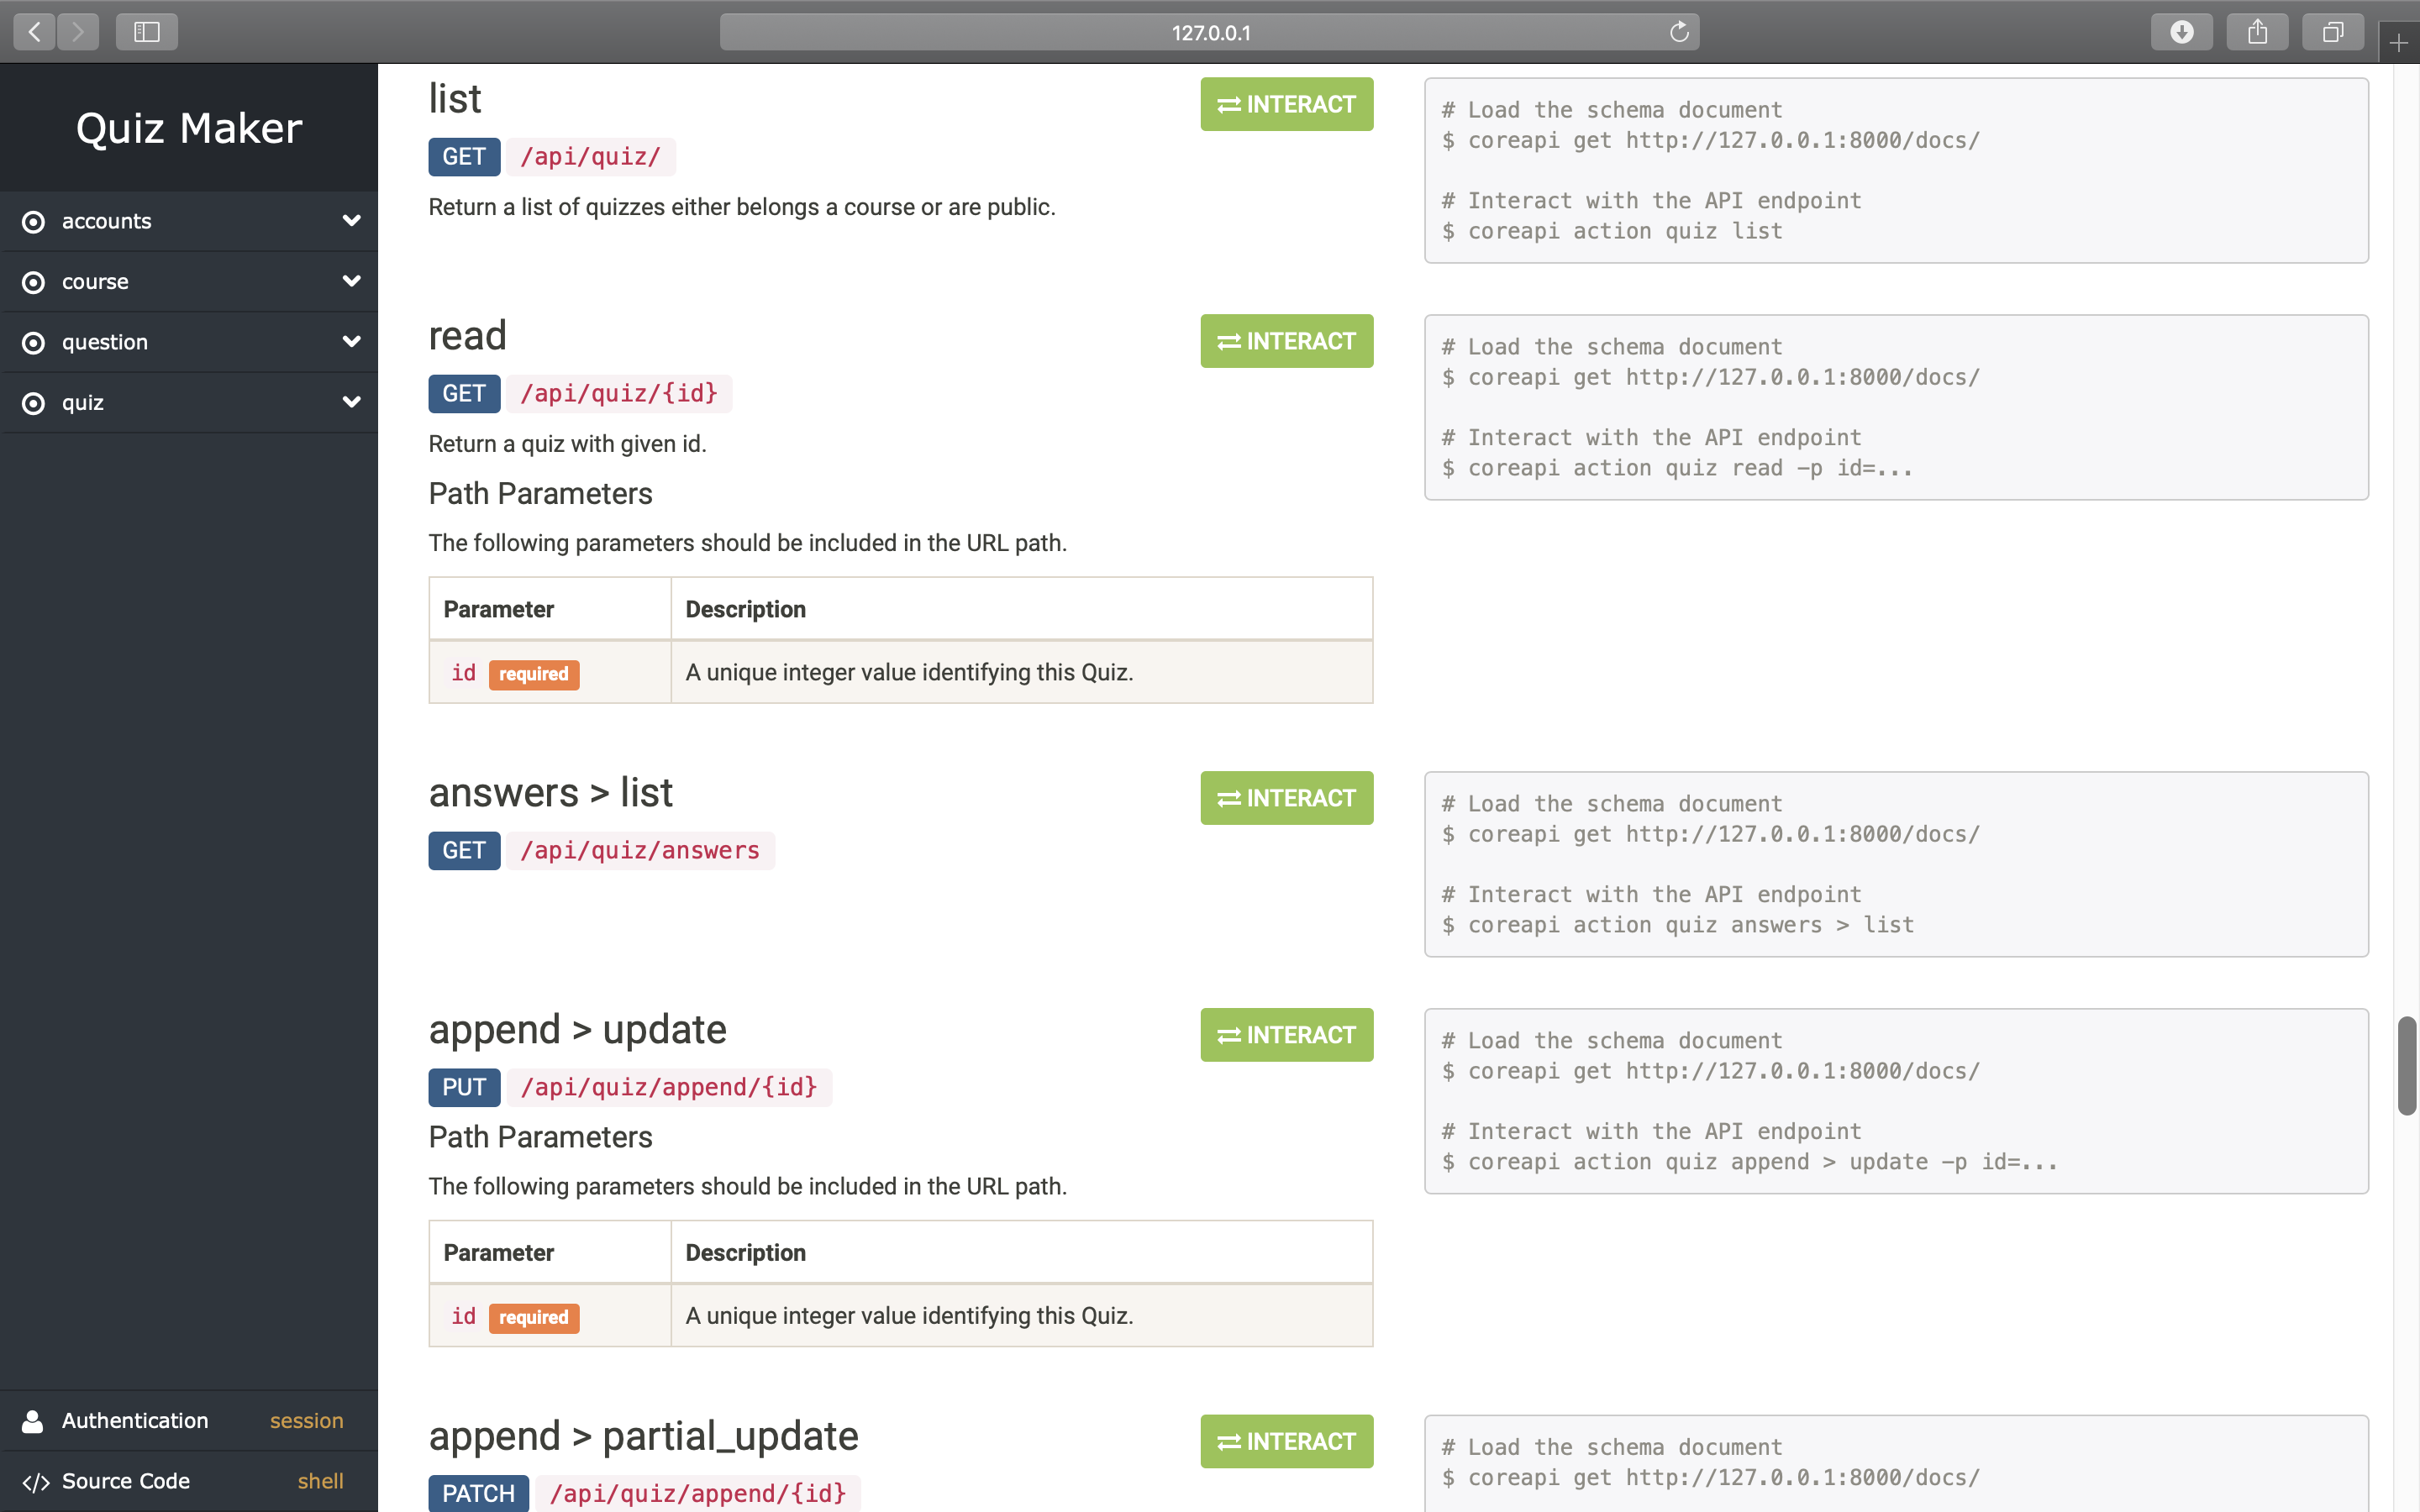 127.0.0.1
Quiz Maker
accounts
course
question
quiz
Authentication session
</> Source Code shell
list
INTERACT
GET /api/quiz/
Return a list of quizzes either belongs a course or are public.
# Load the schema document
$ coreapi get http://127.0.0.1:8000/docs/
# Interact with the API endpoint
$ coreapi action quiz list
read
INTERACT
GET /api/quiz/{id}
Return a quiz with given id.
Path Parameters
The following parameters should be included in the URL path.
Parameter Description
id required A unique integer value identifying this Quiz.
# Load the schema document
$ coreapi get http://127.0.0.1:8000/docs/
# Interact with the API endpoint
$ coreapi action quiz read -p id=...
answers > list
INTERACT
GET /api/quiz/answers
# Load the schema document
$ coreapi get http://127.0.0.1:8000/docs/
# Interact with the API endpoint
$ coreapi action quiz answers > list
append > update
INTERACT
PUT /api/quiz/append/{id}
Path Parameters
The following parameters should be included in the URL path.
Parameter Description
id required A unique integer value identifying this Quiz.
# Load the schema document
$ coreapi get http://127.0.0.1:8000/docs/
# Interact with the API endpoint
$ coreapi action quiz append > update -p id=...
append > partial_update
INTERACT
PATCH /api/quiz/append/{id}
# Load the schema document
$ coreapi get http://127.0.0.1:8000/docs/